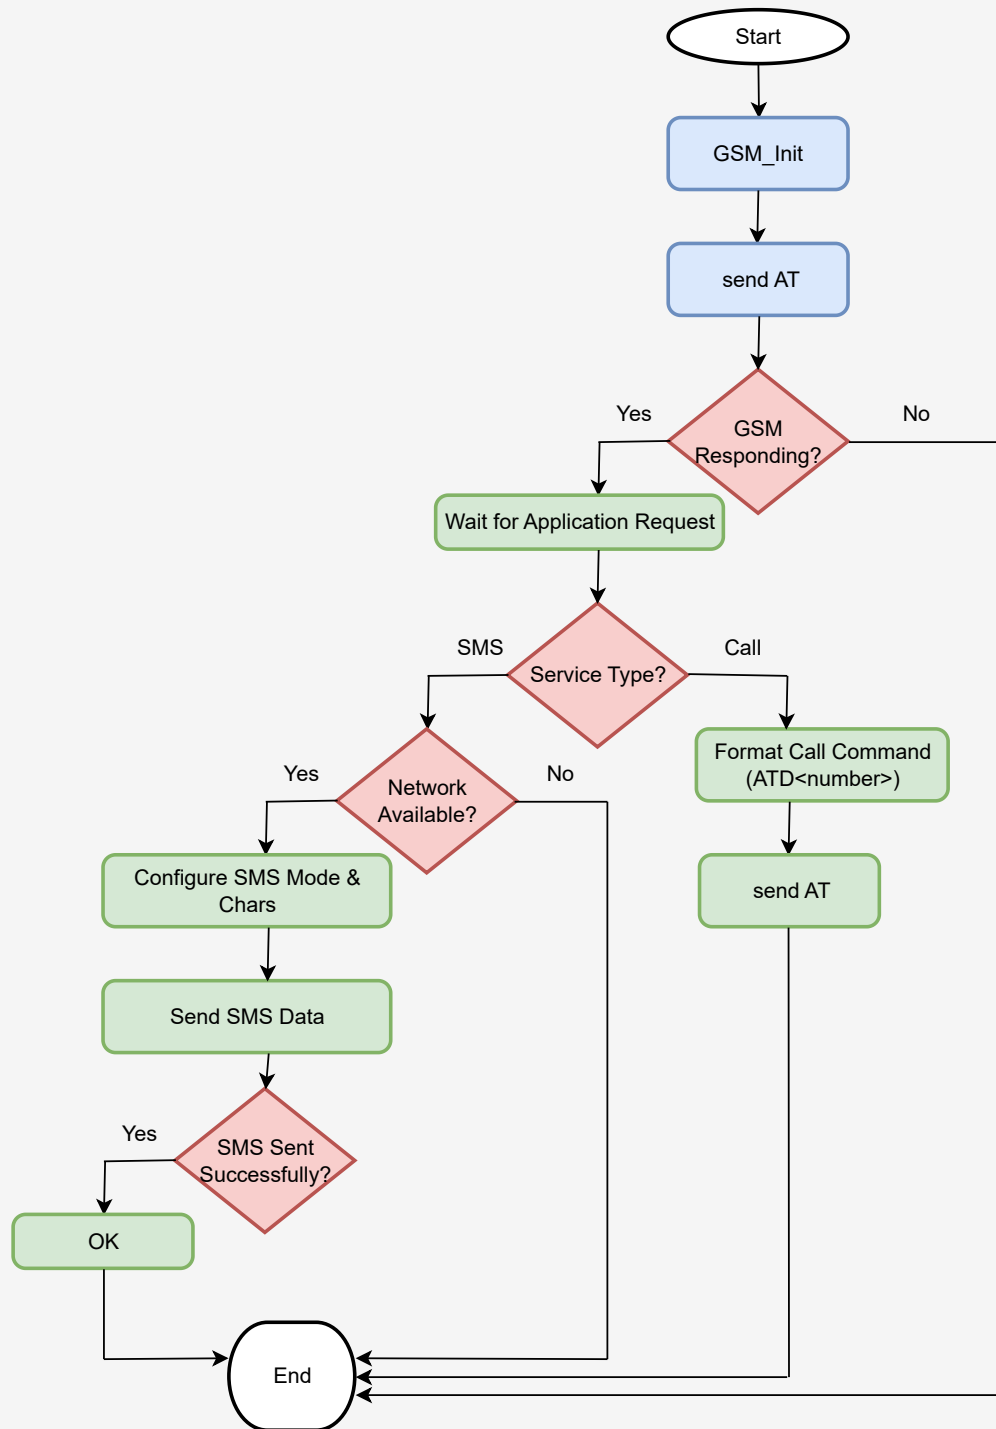 Start
GSM_Init
send AT
Yes
GSM
Responding?
No
Wait for Application Request
SMS
Service Type?
Call
Yes
Network
Available?
No
Format Call Command
(ATD<number>)
Configure SMS Mode &
Chars
send AT
Send SMS Data
Yes
SMS Sent
Successfully?
OK
End